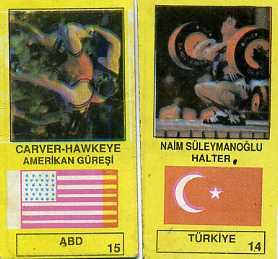 CARVER-HAWKEYE
AMERİKAN GÜREŞİ
ABD
15
NAİM SÜLEYMANOĞLU
HALTER
TÜRKİYE
14